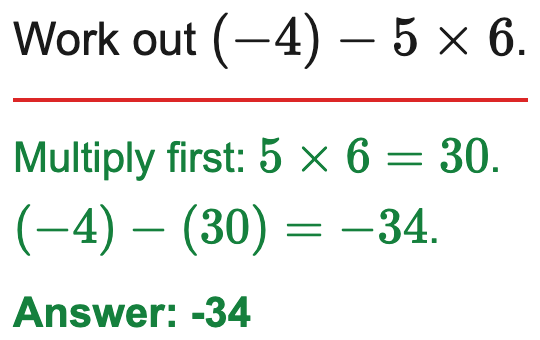 Work out (−4) − 5 × 6.
Multiply first: 5 × 6 = 30.
(−4) − (30) = −34.
Answer: -34